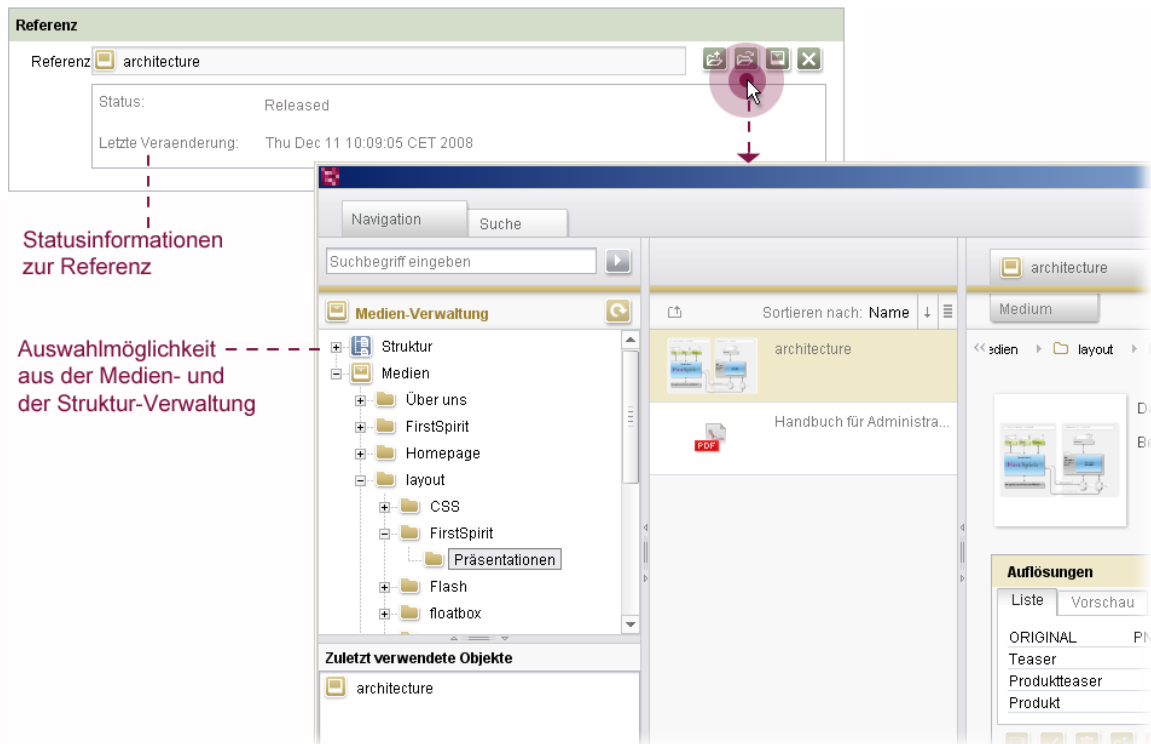 Referenz
Referenz architecture
Status: Released
Letzte Veraenderung: Thu Dec 11 10:09:05 CET 2008
Statusinformationen
zur Referenz
Auswahlmöglichkeit
aus der Medien- und
der Struktur-Verwaltung
Navigation Suche
Suchbegriff eingeben
Medien-Verwaltung
Struktur
Medien
Über uns
FirstSpirit
Homepage
layout
CSS
FirstSpirit
Präsentationen
Flash
floatbox
Zuletzt verwendete Objekte
architecture
Sortieren nach: Name
architecture
Handbuch für Administra...
PDF
architecture
Medium
edien layout
Auflösungen
Liste Vorschau
ORIGINAL PN
Teaser
Produktteaser
Produkt